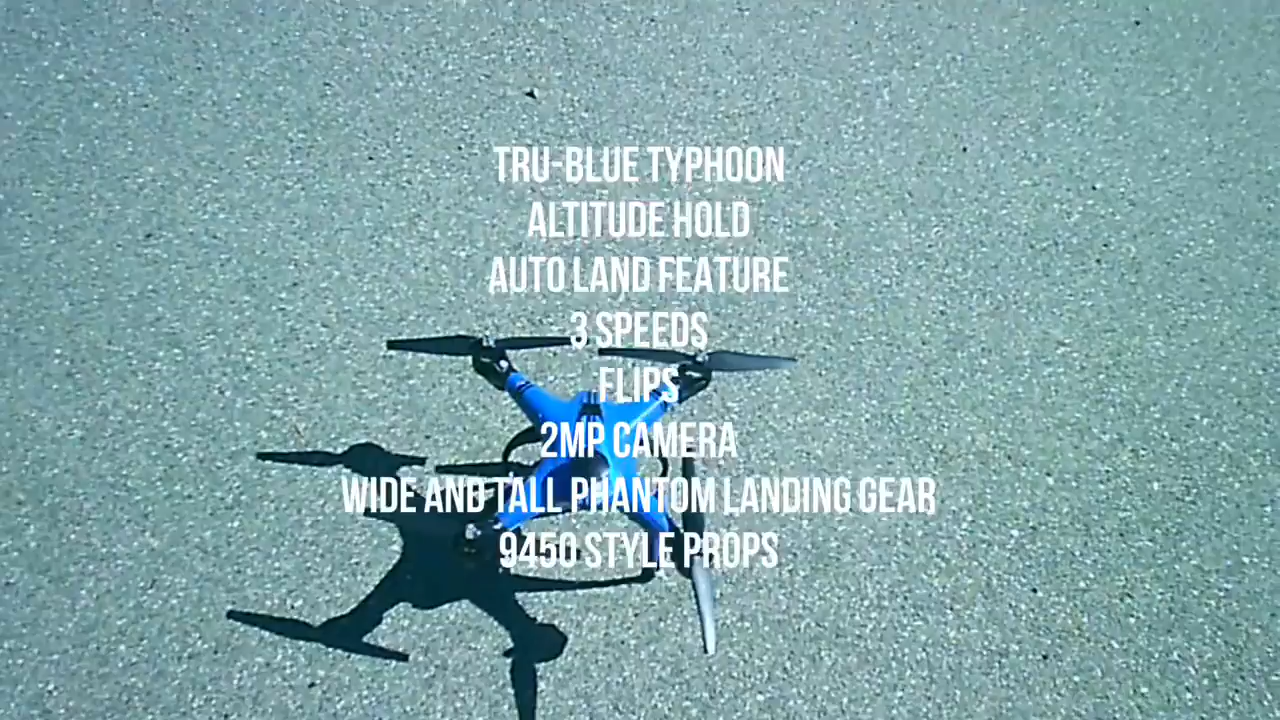 TRU-BLUE TYPHOON
ALTITUDE HOLD
AUTO LAND FEATURE
3 SPEEDS
FLIPS
2MP CAMERA
WIDE AND TALL PHANTOM LANDING GEAR
9450 STYLE PROPS